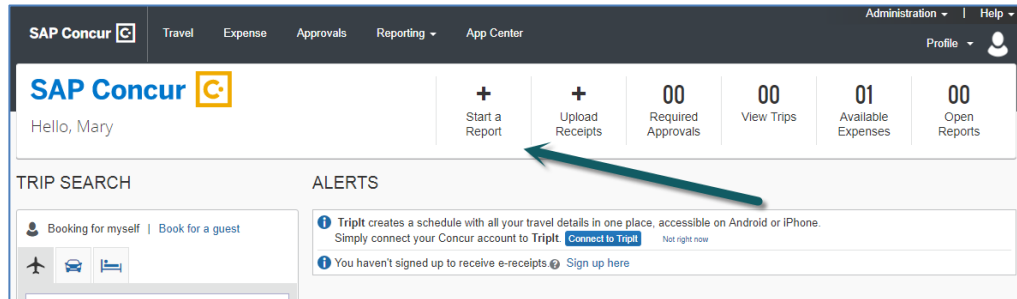 Administration | Help
SAP Concur C Travel Expense Approvals Reporting App Center
Profile
SAP Concur C
Hello, Mary
+ Start a Report
+ Upload Receipts
00 Required Approvals
00 View Trips
01 Available Expenses
00 Open Reports
TRIP SEARCH
Booking for myself | Book for a guest
ALERTS
TripIt creates a schedule with all your travel details in one place, accessible on Android or iPhone.
Simply connect your Concur account to TripIt. Connect to TripIt Not right now
You haven't signed up to receive e-receipts. Sign up here